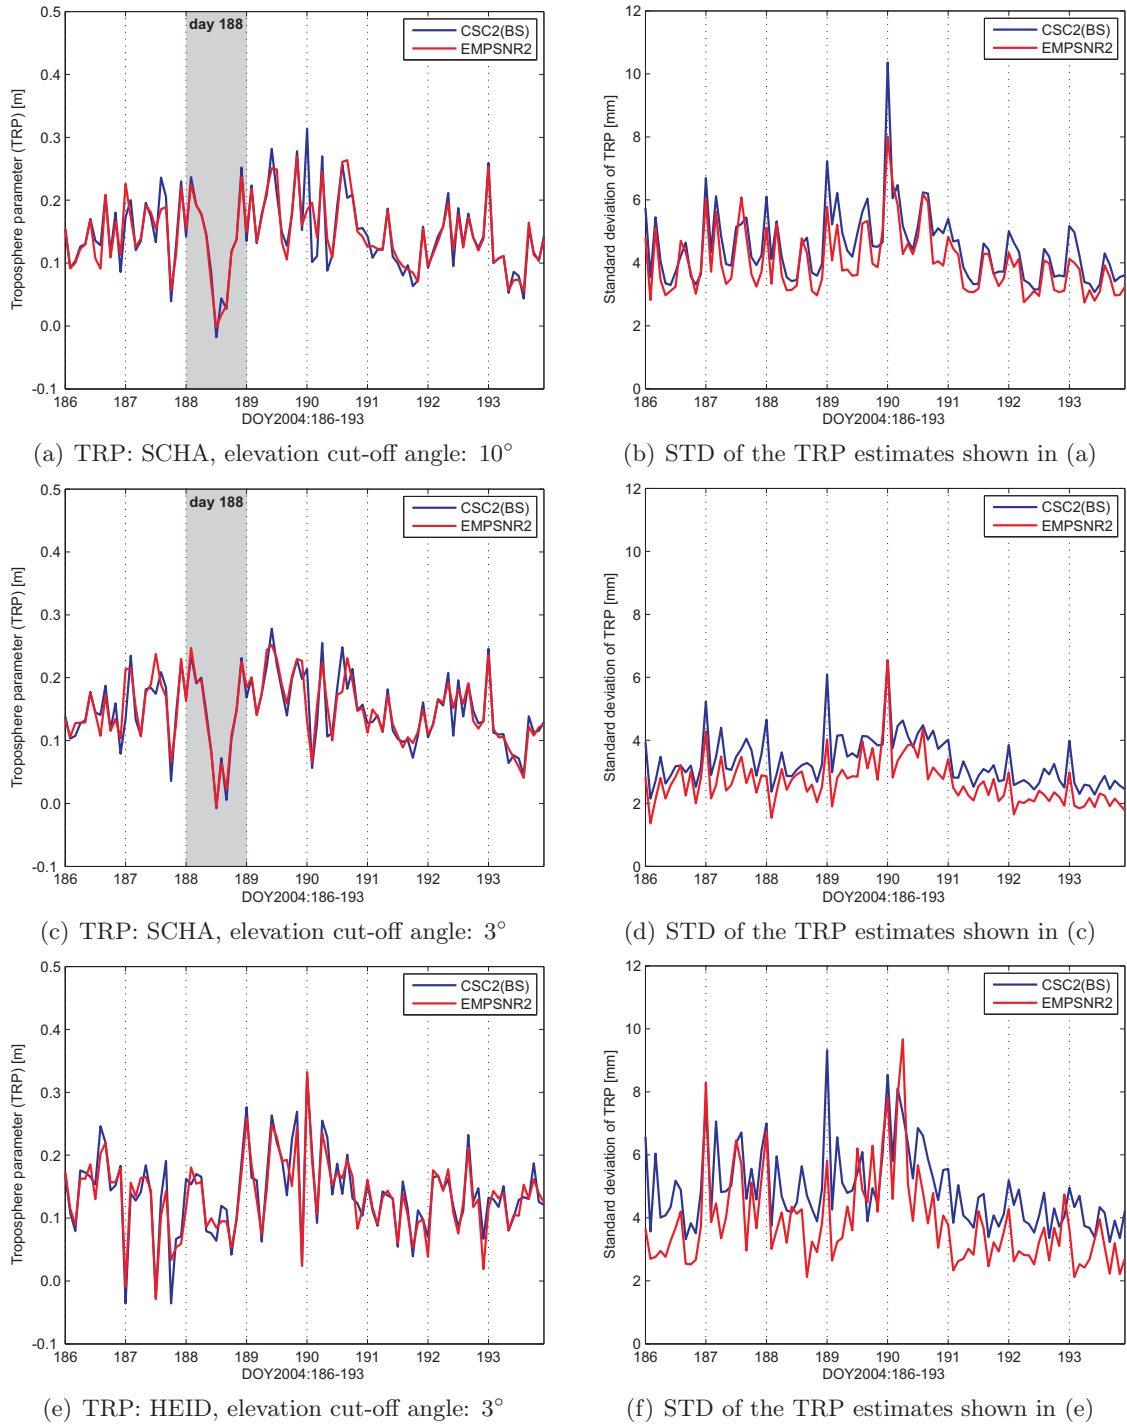 day 188
CSC2(BS)
EMPSNR2
0.5
0.4
0.3
0.2
0.1
0.0
-0.1
Troposphere parameter (TRP) [m]
186 187 188 189 190 191 192 193
DOY2004:186-193
(a) TRP: SCHA, elevation cut-off angle: 10°
CSC2(BS)
EMPSNR2
12
10
8
6
4
2
0
Standard deviation of TRP [mm]
186 187 188 189 190 191 192 193
DOY2004:186-193
(b) STD of the TRP estimates shown in (a)
day 188
CSC2(BS)
EMPSNR2
0.5
0.4
0.3
0.2
0.1
0.0
-0.1
Troposphere parameter (TRP) [m]
186 187 188 189 190 191 192 193
DOY2004:186-193
(c) TRP: SCHA, elevation cut-off angle: 3°
CSC2(BS)
EMPSNR2
12
10
8
6
4
2
0
Standard deviation of TRP [mm]
186 187 188 189 190 191 192 193
DOY2004:186-193
(d) STD of the TRP estimates shown in (c)
CSC2(BS)
EMPSNR2
0.5
0.4
0.3
0.2
0.1
0.0
-0.1
Troposphere parameter (TRP) [m]
186 187 188 189 190 191 192 193
DOY2004:186-193
(e) TRP: HEID, elevation cut-off angle: 3°
CSC2(BS)
EMPSNR2
12
10
8
6
4
2
0
Standard deviation of TRP [mm]
186 187 188 189 190 191 192 193
DOY2004:186-193
(f) STD of the TRP estimates shown in (e)